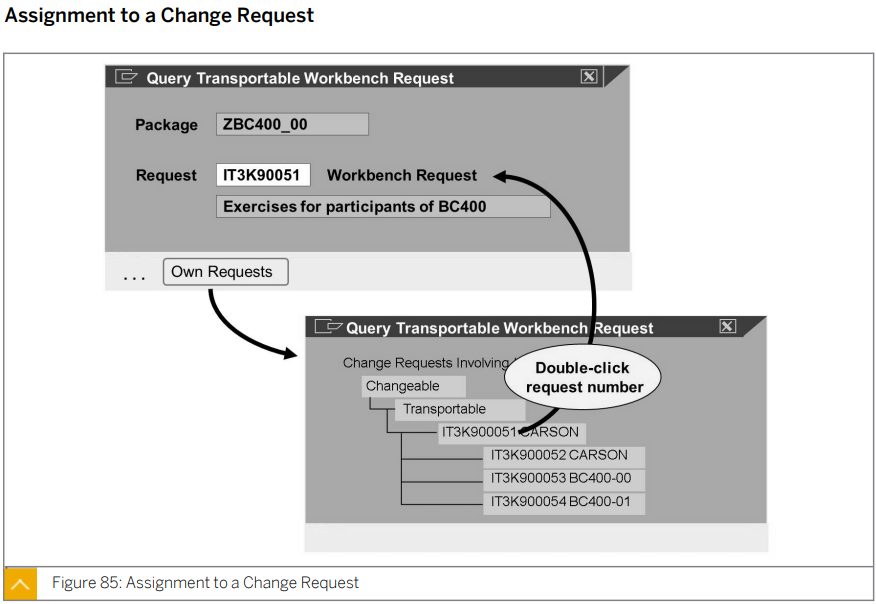 Assignment to a Change Request
Query Transportable Workbench Request
Package ZBC400_00
Request IT3K90051 Workbench Request
Exercises for participants of BC400
... Own Requests
Query Transportable Workbench Request
Change Requests Involving
Double-click
request number
Changeable
Transportable
IT3K900051 CARSON
IT3K900052 CARSON
IT3K900053 BC400-00
IT3K900054 BC400-01
Figure 85: Assignment to a Change Request